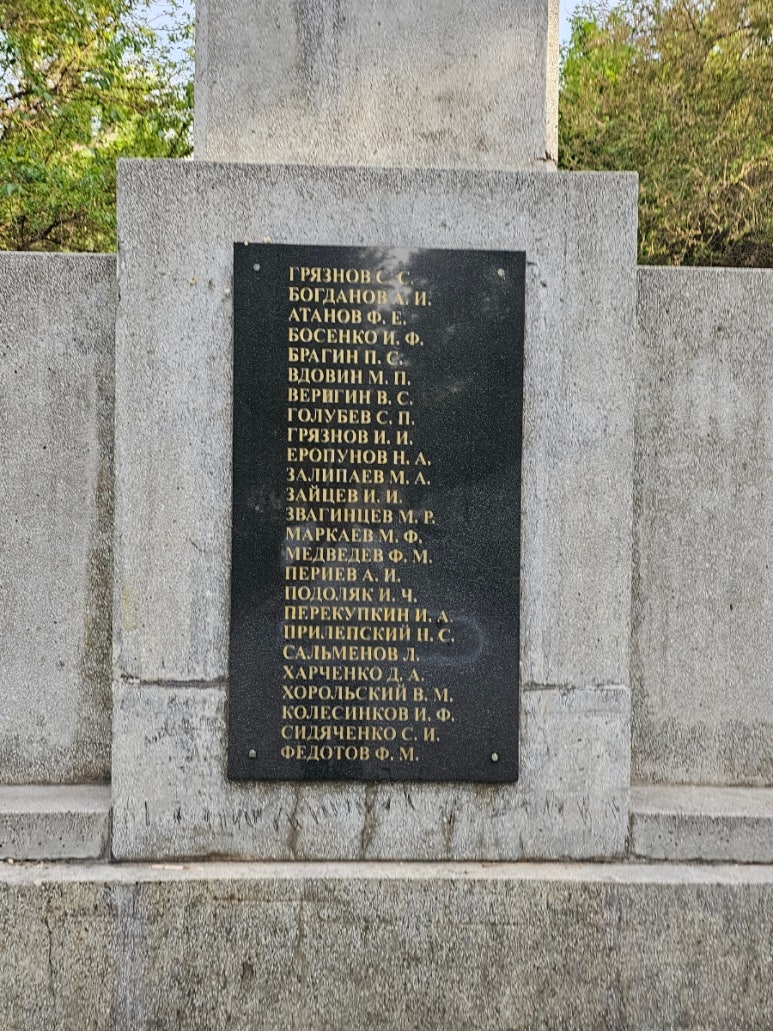 ГРЯЗНОВ С. С.
БОГДАНОВ А. И.
АТАНОВ Ф. Е.
БОСЕНКО И. Ф.
БРАГИН П. С.
ВДОВИН М. П.
ВЕРИГИН В. С.
ГОЛУБЕВ С. П.
ГРЯЗНОВ И. И.
ЕРОПУНОВ Н. А.
ЗАЛИПАЕВ М. А.
ЗАЙЦЕВ И. И.
ЗВАГИНЦЕВ М. Р.
МАРКАЕВ М. Ф.
МЕДВЕДЕВ Ф. М.
ПЕРИЕВ А. И.
ПОДОЛЯК И. Ч.
ПЕРЕКУПКИН И. А.
ПРИЛЕПСКИЙ Н. С.
САЛЬМЕНОВ Л.
ХАРЧЕНКО Д. А.
ХОРОЛЬСКИЙ В. М.
КОЛЕСИНКОВ И. Ф.
СИДЯЧЕНКО С. И.
ФЕДОТОВ Ф. М.